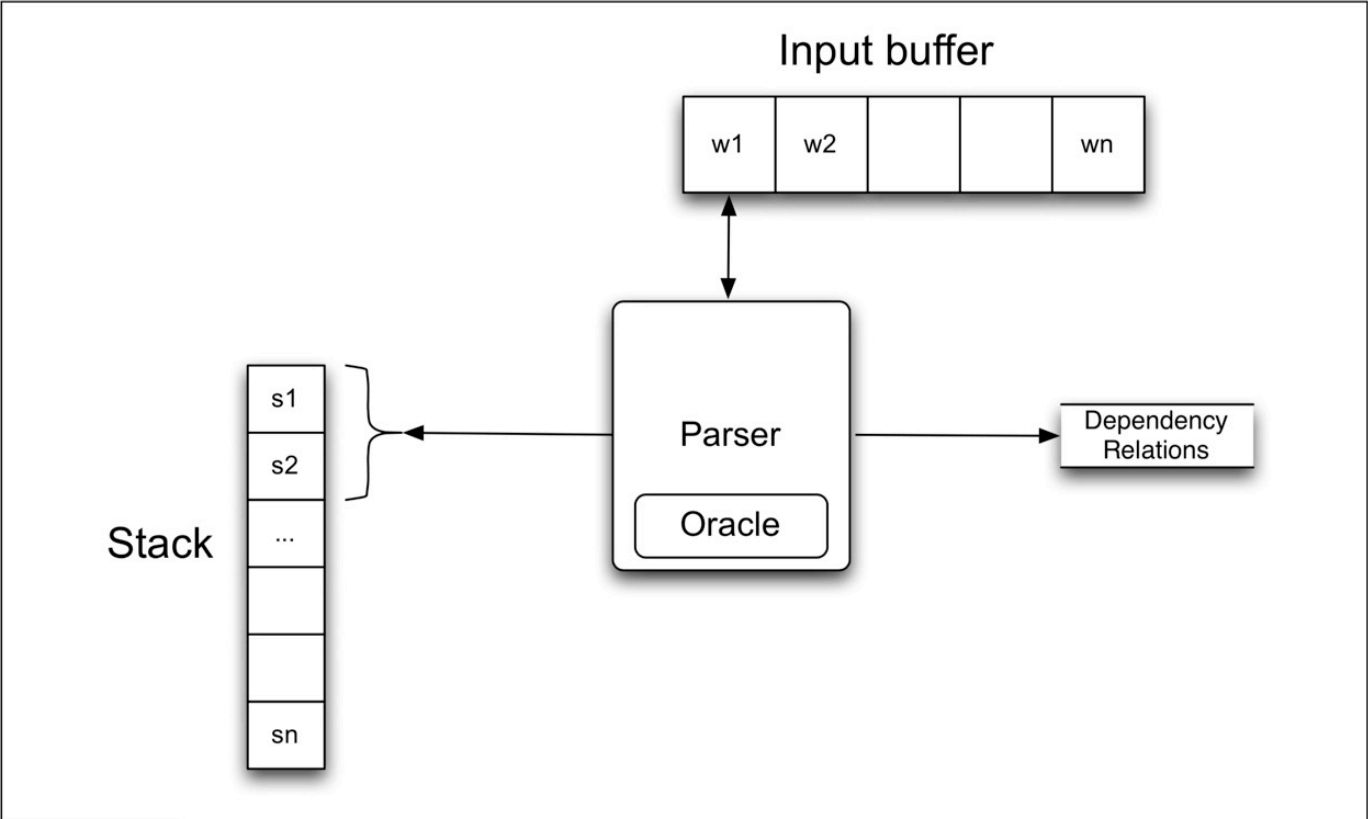 Input buffer
w1
w2
wn
s1
s2
...
sn
Stack
Parser
Oracle
Dependency
Relations